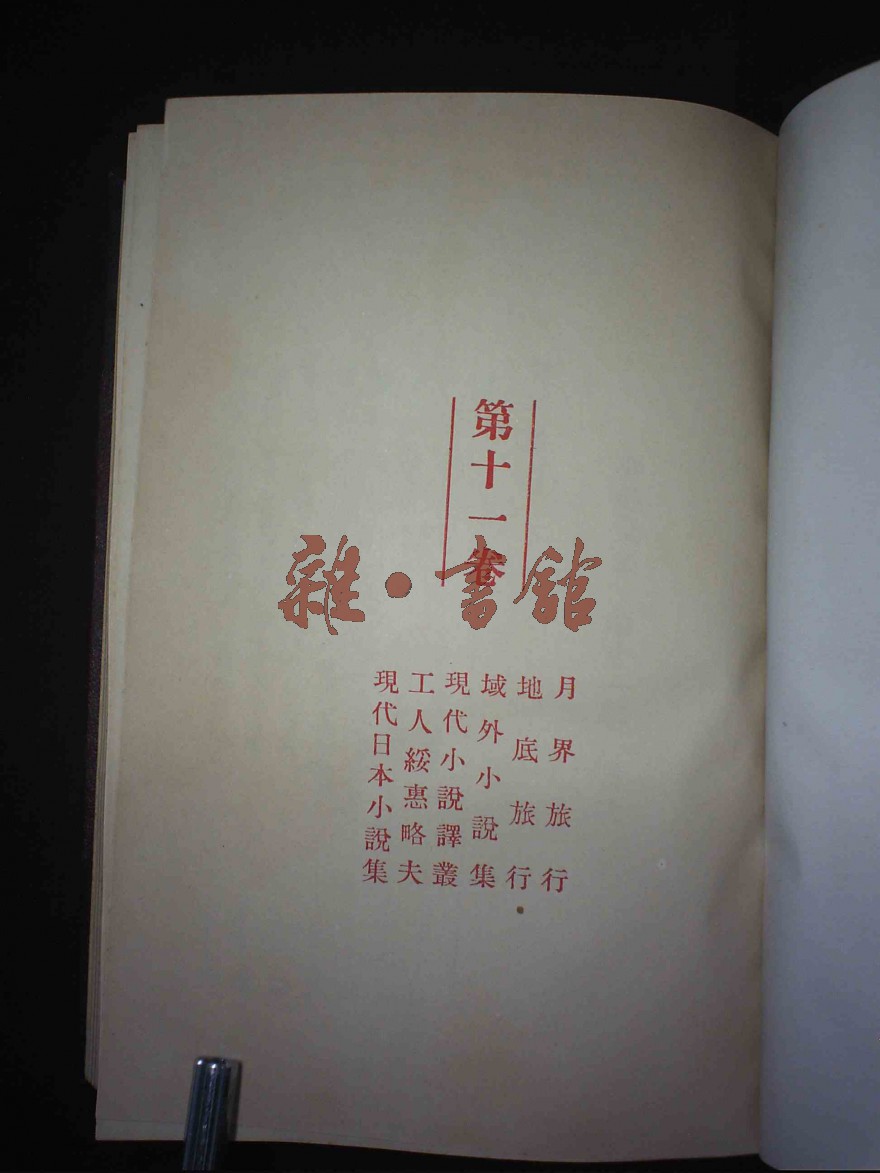 第十一卷
雜·書館
月界旅行
地底旅行
域外小說集
現代小說譯叢
工人綏惠略夫
現代日本小說集